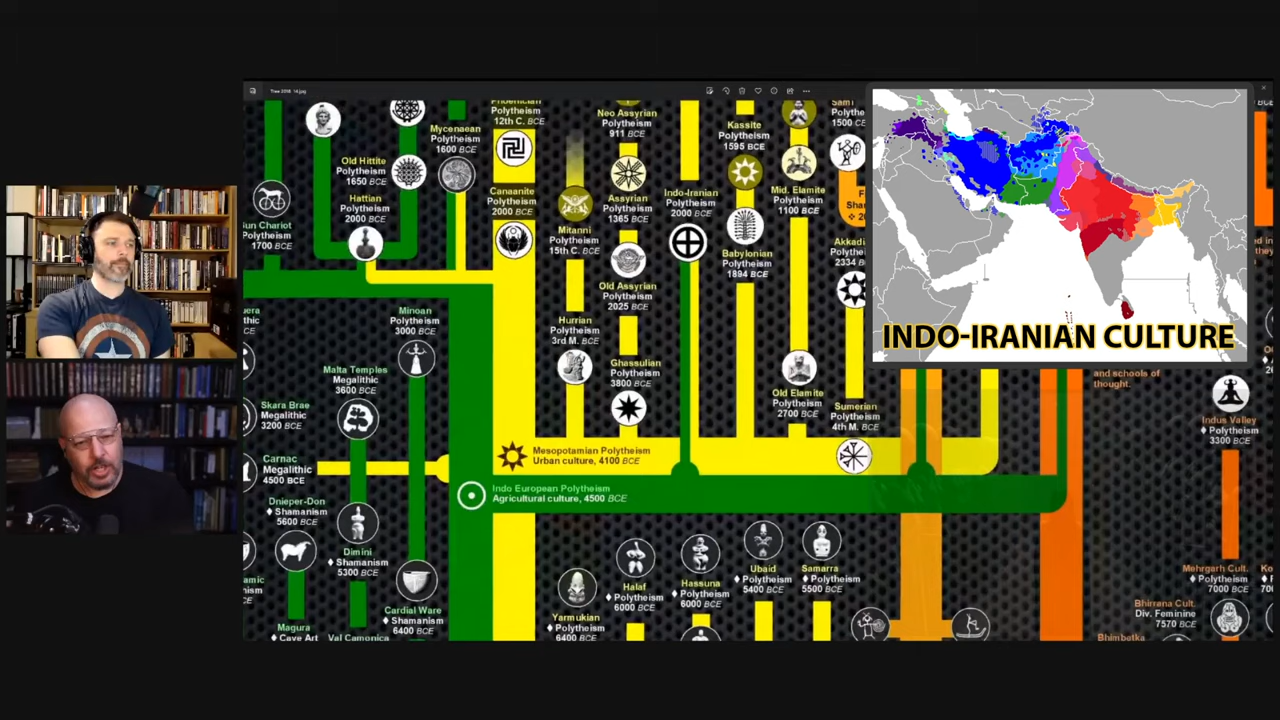 Tree 2018 14.jpg
Phoenician
Polytheism
12th C. BCE
Neo Assyrian
Polytheism
911 BCE
Kassite
Polytheism
1595 BCE
Sami
Polytheism
1500 CE
Mycenaean
Polytheism
1600 BCE
Old Hittite
Polytheism
1650 BCE
Hattian
Polytheism
2000 BCE
Canaanite
Polytheism
2000 BCE
Assyrian
Polytheism
1365 BCE
Indo-Iranian
Polytheism
2000 BCE
Mid. Elamite
Polytheism
1100 BCE
Sun Chariot
1700 BCE
Mitanni
Polytheism
15th C. BCE
Babylonian
Polytheism
1894 BCE
Old Assyrian
Polytheism
2025 BCE
2334 BCE
Minoan
Polytheism
3000 BCE
Hurrian
Polytheism
3rd M. BCE
Ghassulian
Polytheism
3800 BCE
Malta Temples
Megalithic
3600 BCE
Old Elamite
Polytheism
2700 BCE
Sumerian
Polytheism
4th M. BCE
Skara Brae
Megalithic
3200 BCE
Carnac
Megalithic
4500 BCE
Mesopotamian Polytheism
Urban culture, 4100 BCE
Indo European Polytheism
Agricultural culture, 4500 BCE
Dnieper-Don
♦ Shamanism
5600 BCE
Dimini
♦ Shamanism
5300 BCE
Cardial Ware
♦ Shamanism
6400 BCE
Magura
♦ Cave Art
Val Camonica
Yarmukian
♦ Polytheism
6400 BCE
Halaf
♦ Polytheism
6000 BCE
Hassuna
♦ Polytheism
6000 BCE
Ubaid
♦ Polytheism
5400 BCE
Samarra
♦ Polytheism
5500 BCE
INDO-IRANIAN CULTURE
and schools of
thought.
Indus Valley
♦ Polytheism
3300 BCE
Mehrgarh Cult.
♦ Polytheism
7000 BCE
Bhirrana Cult.
Div. Feminine
7570 BCE
Bhimbetka